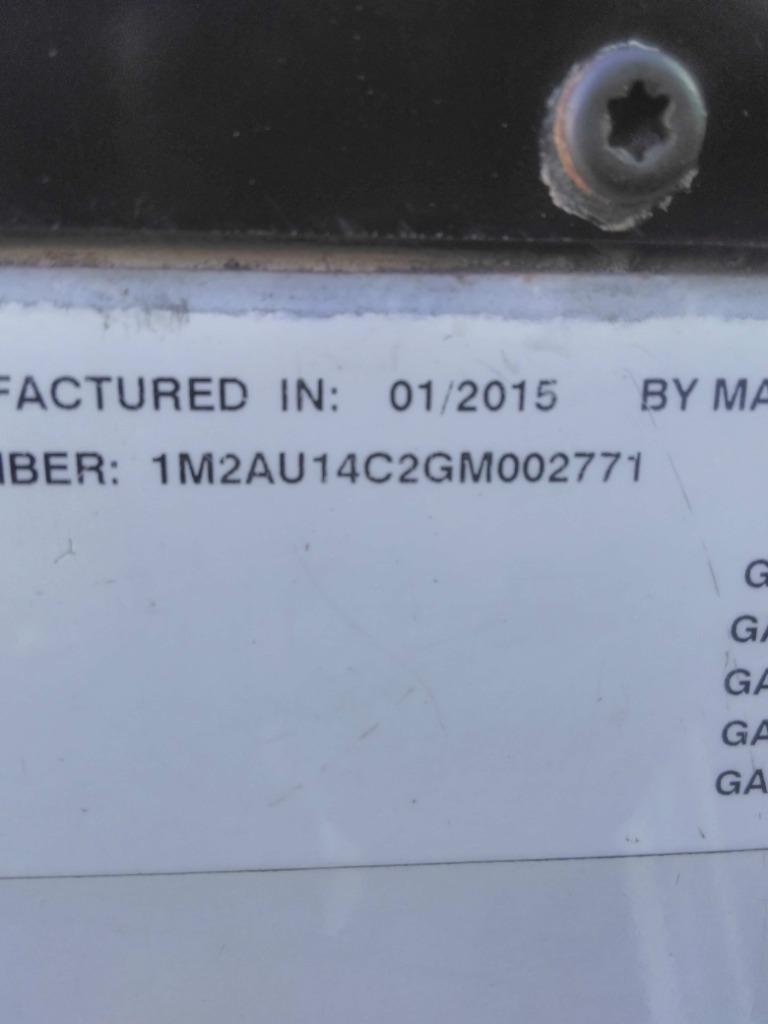 FACTURED IN: 01/2015 BY MA
BER: 1M2AU14C2GM002771
G
GA
GA
GA
GA